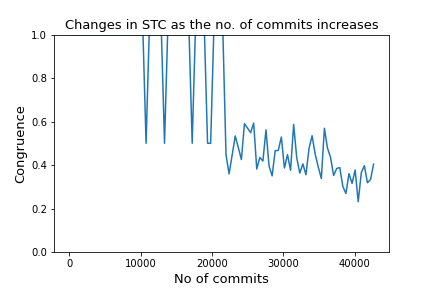 Changes in STC as the no. of commits increases
1.0
0.8
0.6
0.4
0.2
0.0
Congruence
0 10000 20000 30000 40000
No of commits